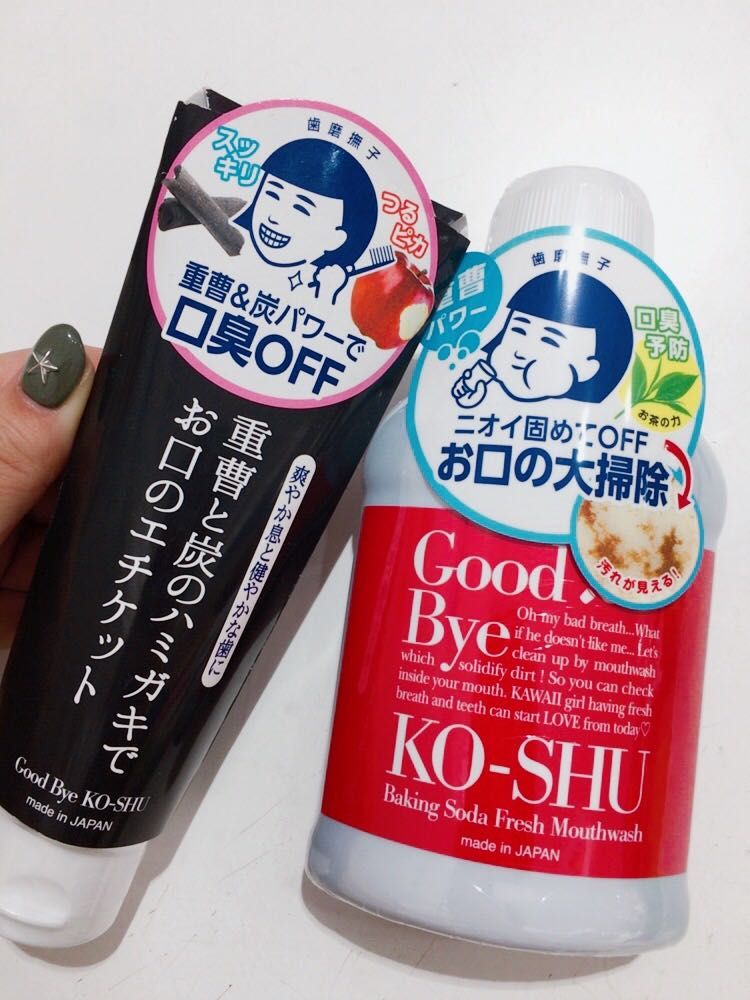 歯磨撫子
スッ
キリ
つる
ピカ
重曹&炭パワーで
口臭OFF
爽やか息と健やかな歯に
重曹と炭のハミガキで
お口のエチケット
Good Bye KO-SHU
made in JAPAN
歯磨撫子
重曹
パワー
口臭
予防
お茶の力
ニオイ固めてOFF
お口の大掃除
汚れが見える!!
Good
Bye
Oh my bad breath...What
if he doesn't like me... Let's
clean up by mouthwash
which solidify dirt ! So you can check
inside your mouth. KAWAII girl having fresh
breath and teeth can start LOVE from today♡
KO-SHU
Baking Soda Fresh Mouthwash
made in JAPAN